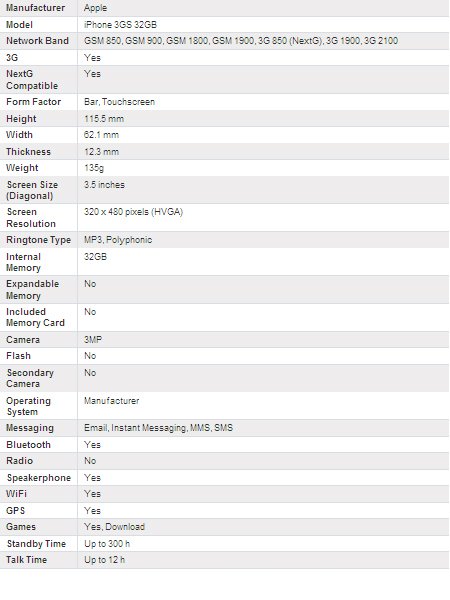 Manufacturer Apple
Model iPhone 3GS 32GB
Network Band GSM 850, GSM 900, GSM 1800, GSM 1900, 3G 850 (NextG), 3G 1900, 3G 2100
3G Yes
NextG Yes
Compatible
Form Factor Bar, Touchscreen
Height 115.5 mm
Width 62.1 mm
Thickness 12.3 mm
Weight 135g
Screen Size 3.5 inches
(Diagonal)
Screen 320 x 480 pixels (HVGA)
Resolution
Ringtone Type MP3, Polyphonic
Internal 32GB
Memory
Expandable No
Memory
Included No
Memory Card
Camera 3MP
Flash No
Secondary No
Camera
Operating Manufacturer
System
Messaging Email, Instant Messaging, MMS, SMS
Bluetooth Yes
Radio No
Speakerphone Yes
WiFi Yes
GPS Yes
Games Yes, Download
Standby Time Up to 300 h
Talk Time Up to 12 h